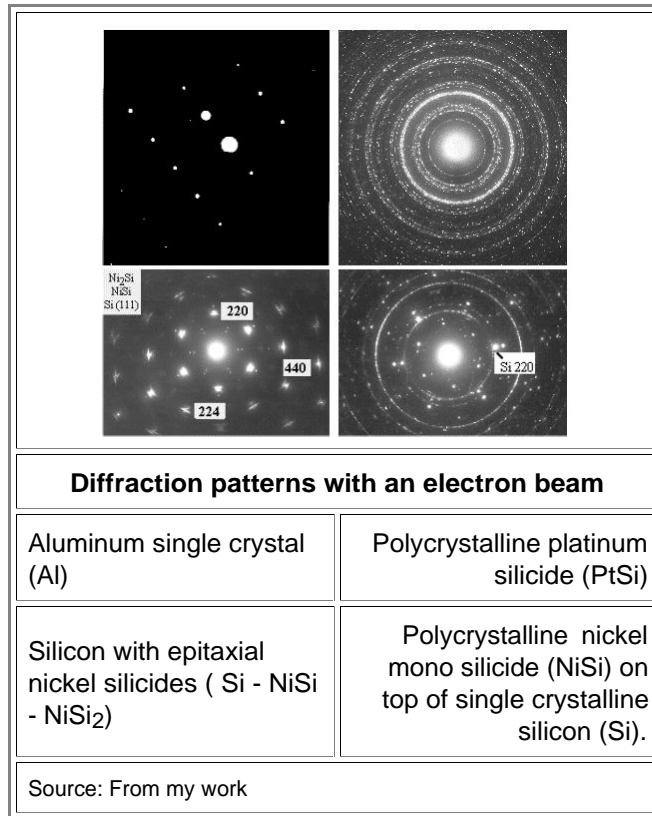 Ni2Si
NiSi
Si (111)
220
440
224
Si 220
Diffraction patterns with an electron beam
Aluminum single crystal
(Al)
Polycrystalline platinum
silicide (PtSi)
Silicon with epitaxial
nickel silicides ( Si - NiSi
- NiSi2)
Polycrystalline nickel
mono silicide (NiSi) on
top of single crystalline
silicon (Si).
Source: From my work